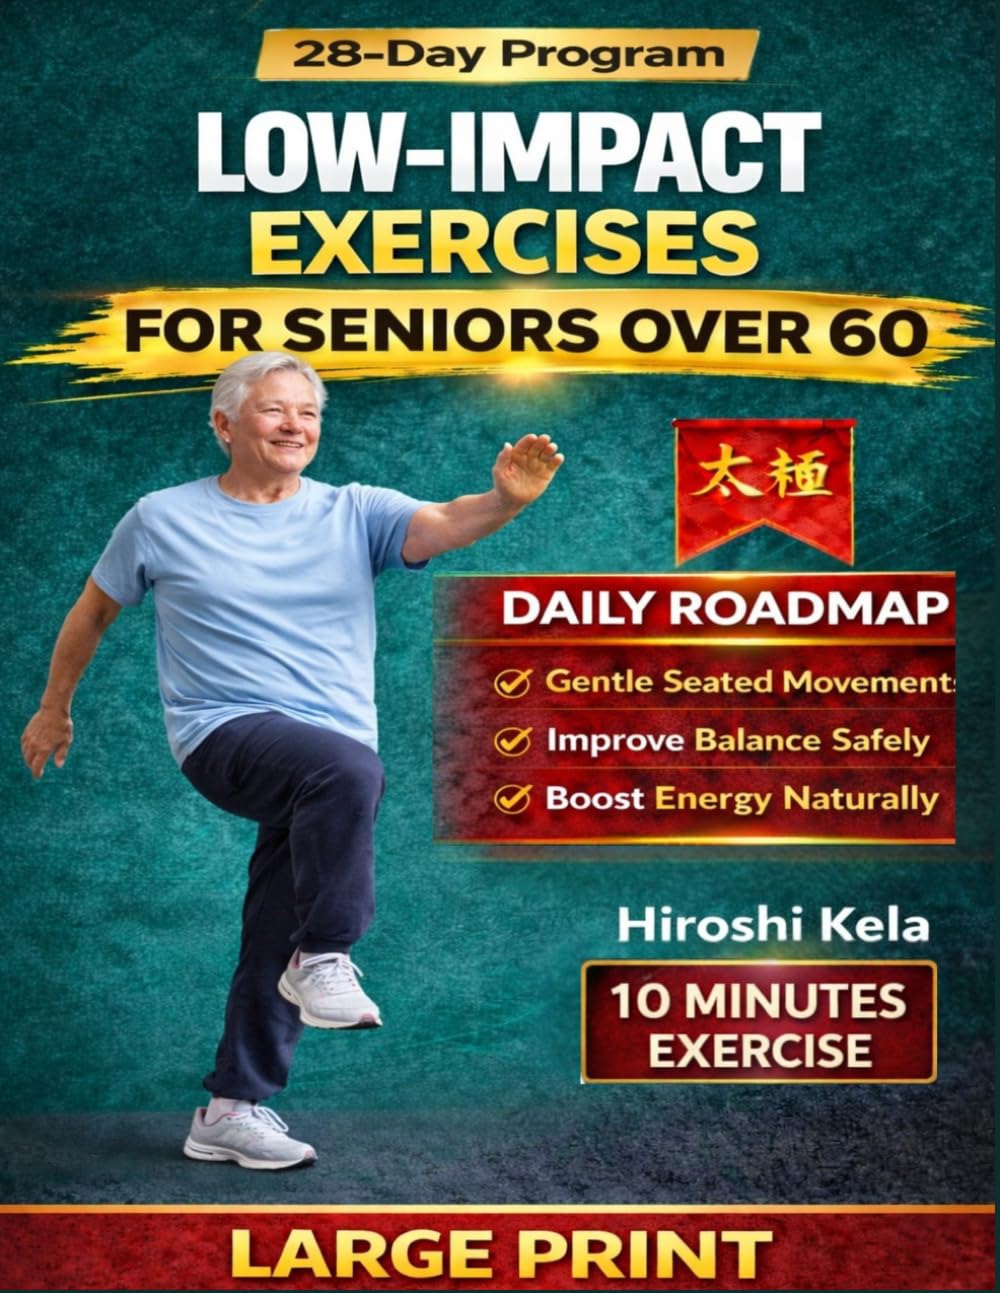 28-Day Program
LOW-IMPACT
EXERCISES
FOR SENIORS OVER 60
太
DAILY ROADMAP
Gentle Seated Movement
Improve Balance Safely
Boost Energy Naturally
Hiroshi Kela
10 MINUTES
EXERCISE
LARGE PRINT